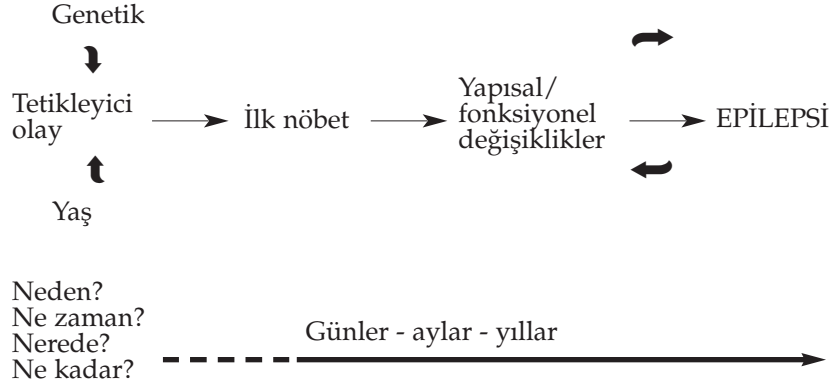 Genetik
Tetikleyici
olay
İlk nöbet
Yapısal/
fonksiyonel
değişiklikler
EPİLEPSİ
Yaş
Neden?
Ne zaman?
Nerede?
Ne kadar?
Günler - aylar - yıllar